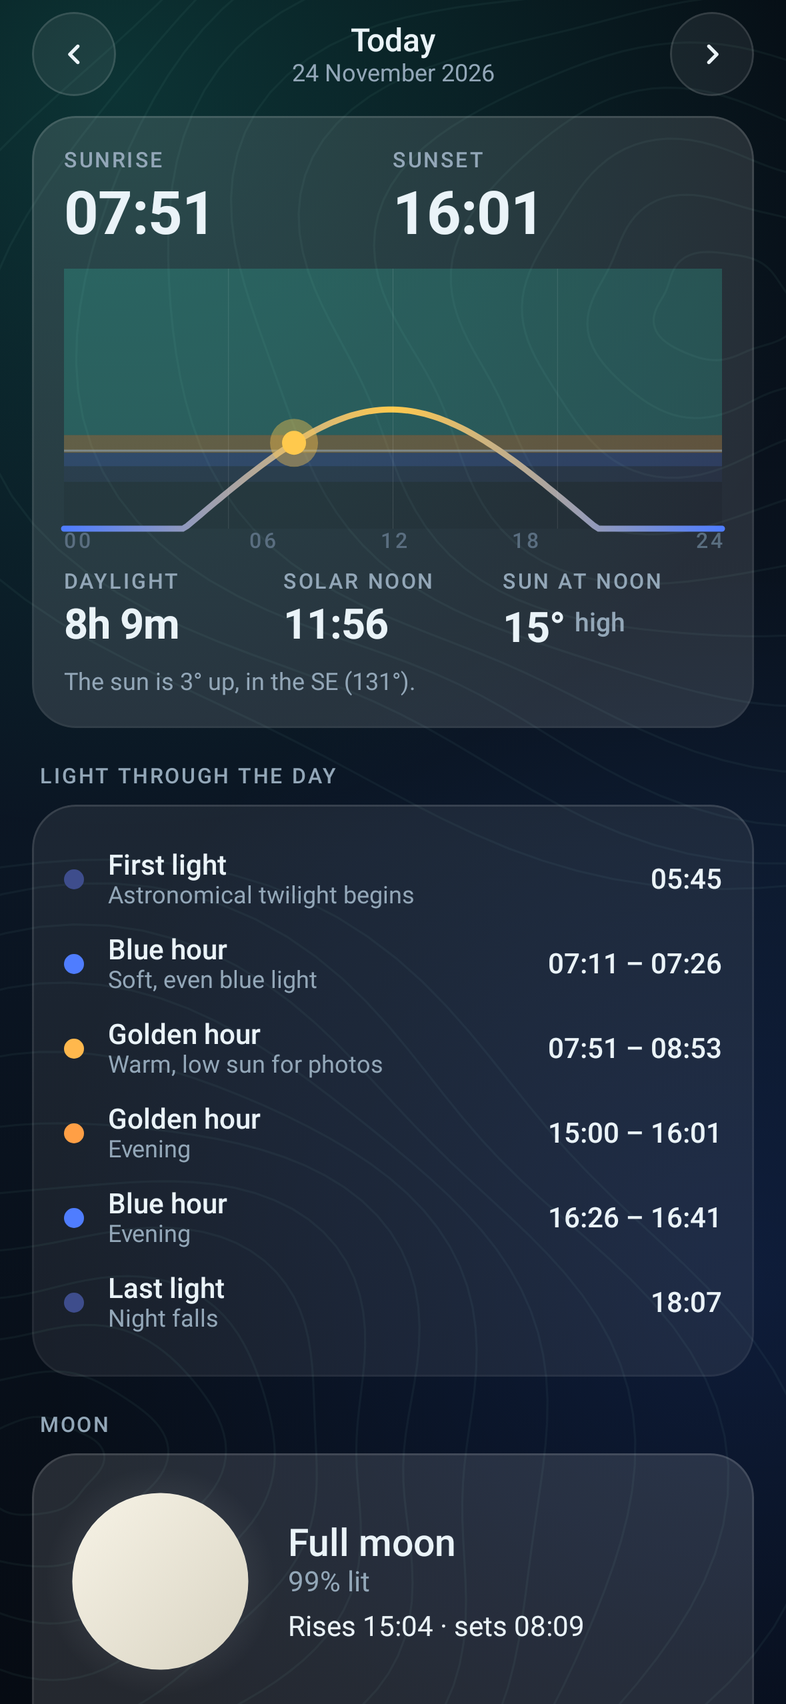 Today
24 November 2026
SUNRISE
07:51
SUNSET
16:01
00 06 12 18 24
DAYLIGHT
8h 9m
SOLAR NOON
11:56
SUN AT NOON
15° high
The sun is 3° up, in the SE (131°).
LIGHT THROUGH THE DAY
First light
Astronomical twilight begins
05:45
Blue hour
Soft, even blue light
07:11 – 07:26
Golden hour
Warm, low sun for photos
07:51 – 08:53
Golden hour
Evening
15:00 – 16:01
Blue hour
Evening
16:26 – 16:41
Last light
Night falls
18:07
MOON
Full moon
99% lit
Rises 15:04 · sets 08:09